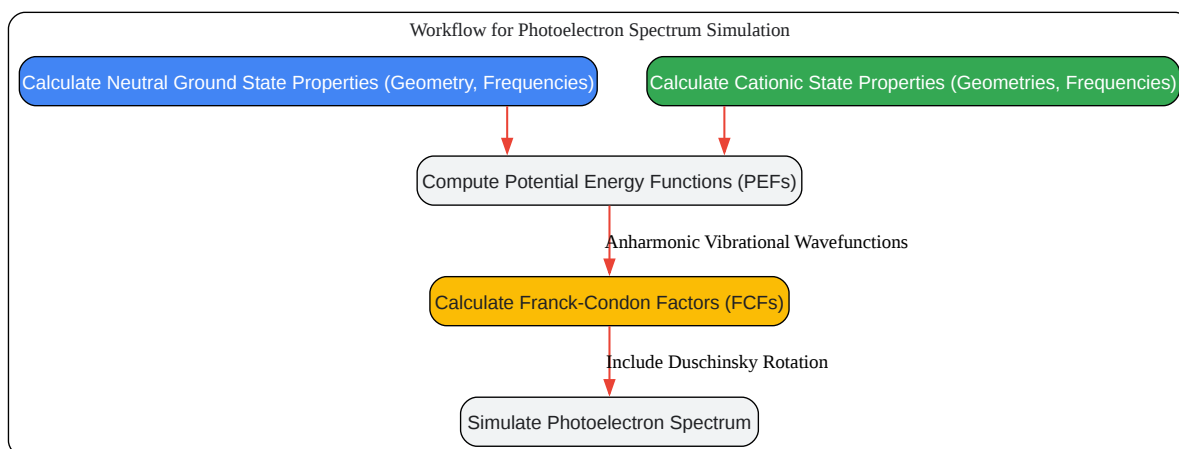 Workflow for Photoelectron Spectrum Simulation
Calculate Neutral Ground State Properties (Geometry, Frequencies)
Calculate Cationic State Properties (Geometries, Frequencies)
Compute Potential Energy Functions (PEFs)
Anharmonic Vibrational Wavefunctions
Calculate Franck-Condon Factors (FCFs)
Include Duschinsky Rotation
Simulate Photoelectron Spectrum